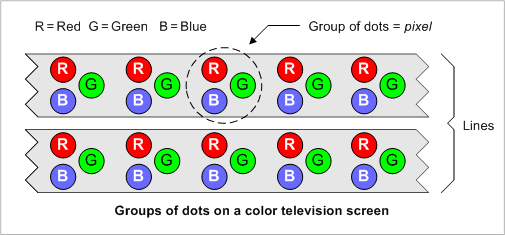 R = Red G = Green B = Blue
Group of dots = pixel
R R R R R
G G G G G
B B B B B
Lines
R R R R R
G G G G G
B B B B B
Groups of dots on a color television screen